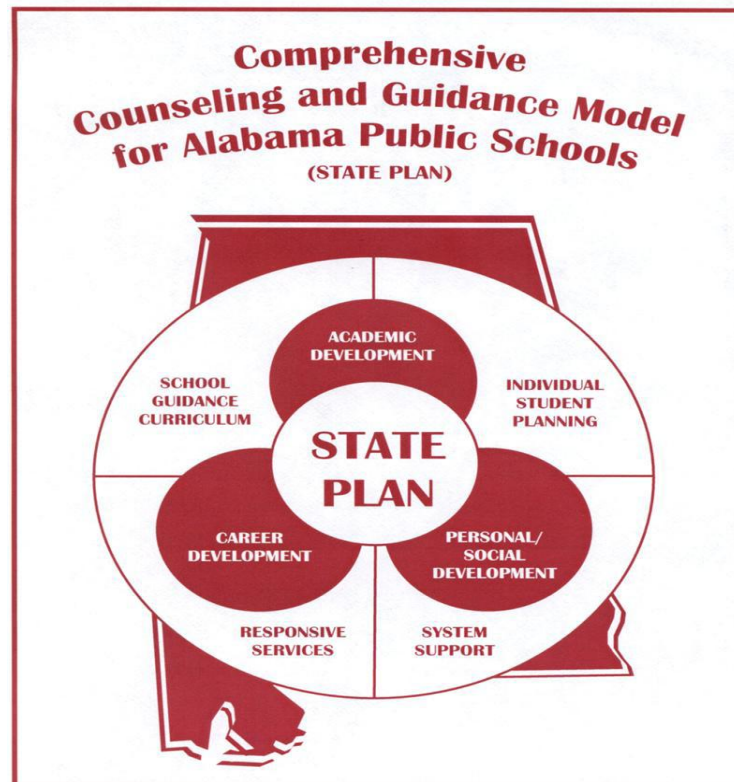 Comprehensive
Counseling and Guidance Model
for Alabama Public Schools
(STATE PLAN)
ACADEMIC
DEVELOPMENT
SCHOOL
GUIDANCE
CURRICULUM
INDIVIDUAL
STUDENT
PLANNING
STATE
PLAN
CAREER
DEVELOPMENT
PERSONAL/
SOCIAL
DEVELOPMENT
RESPONSIVE
SERVICES
SYSTEM
SUPPORT